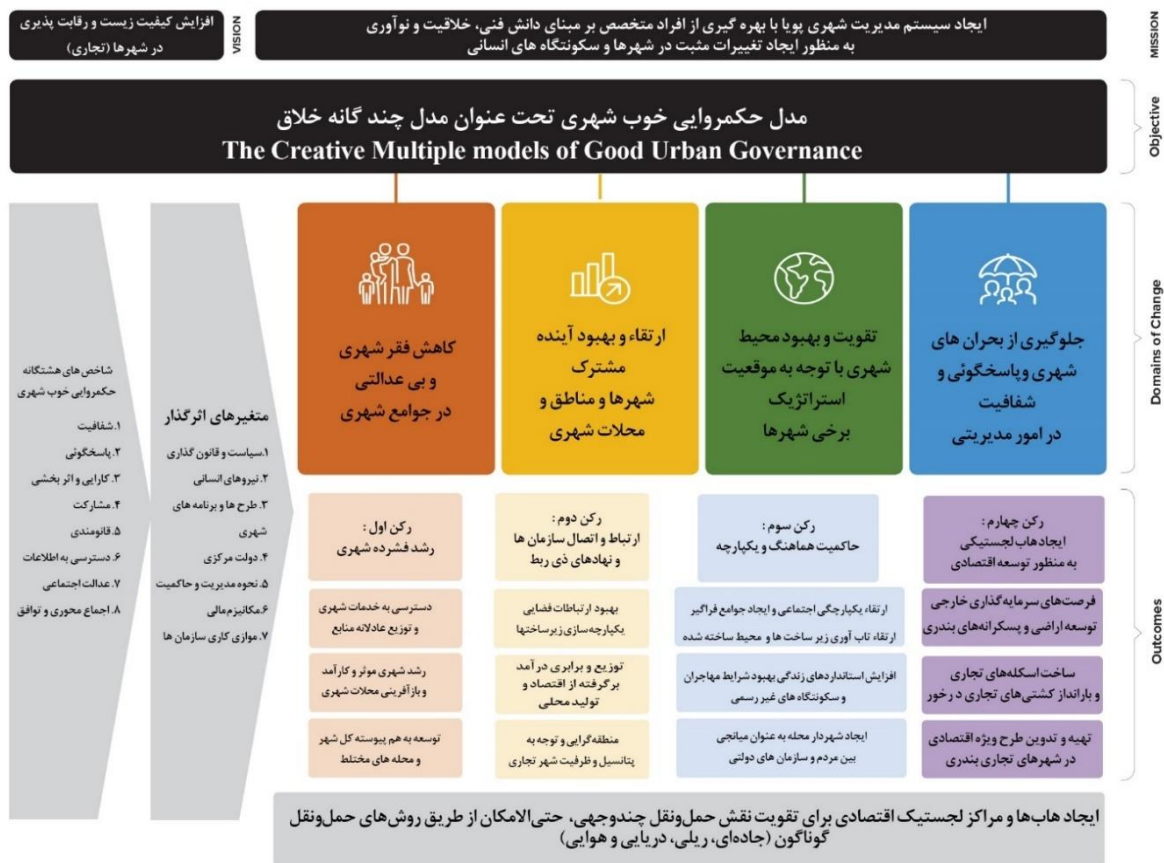 MISSION
ایجاد سیستم مدیریت شهری پویا با بهره گیری از افراد متخصص بر مبنای دانش فنی، خلاقیت و نوآوری
به منظور ایجاد تغییرات مثبت در شهرها و سکونتگاه های انسانی
VISION
افزایش کیفیت زیست و رقابت پذیری
در شهرها (تجاری)
Objective
مدل حکمروایی خوب شهری تحت عنوان مدل چند گانه خلاق
The Creative Multiple models of Good Urban Governance
Domains of Change
جلوگیری از بحران های
شهری وپاسخگوئی و
شفافیت
در امور مدیریتی
تقویت و بهبود محیط
شهری با توجه به موقعیت
استراتژیک
برخی شهرها
ارتقاء و بهبود آینده
مشترک
شهرها و مناطق و
محلات شهری
کاهش فقر شهری
و بی عدالتی
در جوامع شهری
متغیرهای اثرگذار
۱.سیاست و قانون گذاری
۲.نیروهای انسانی
۳. طرح ها و برنامه های
شهری
۴. دولت مرکزی
۵. نحوه مدیریت و حاکمیت
۶.مکانیزم‌مالی
۷. موازی کاری سازمان ها
شاخص های هشتگانه
حکمروایی خوب شهری
۱.شفافیت
۲.پاسخگوئی
۳. کارایی و اثر بخشی
۴. مشارکت
۵. قانونمندی
۶. دسترسی به اطلاعات
۷. عدالت اجتماعی
۸. اجماع محوری و توافق
Outcomes
رکن چهارم :
ایجادهاب لجستیکی
به منظور توسعه اقتصادی
فرصت‌های سرمایه‌گذاری خارجی
توسعه اراضی و پسکرانه‌های بندری
ساخت اسکله‌های تجاری
و بارانداز کشتی‌های تجاری درخور
تهیه و تدوین طرح ویژه اقتصادی
در شهرهای تجاری بندری
رکن سوم :
حاکمیت هماهنگ و یکپارچه
ارتقاء یکپارچگی اجتماعی و ایجاد جوامع فراگیر
ارتقاء تاب آوری زیر ساخت ها و محیط ساخته شده
افزایش استانداردهای زندگی بهبود شرایط مهاجران
و سکونتگاه های غیر رسمی
ایجاد شهردار محله به عنوان میانجی
بین مردم و سازمان های دولتی
رکن دوم :
ارتباط و اتصال سازمان ها
و نهادهای ذی ربط
بهبود ارتباطات فضایی
یکپارچه‌سازی زیرساختها
توزیع و برابری درآمد
برگرفته از اقتصاد و
تولید محلی
منطقه‌گرایی و توجه به
پتانسیل و ظرفیت شهر تجاری
رکن اول :
رشد فشرده شهری
دسترسی به خدمات شهری
و توزیع عادلانه منابع
رشد شهری موثر و کارآمد
و بازآفرینی محلات شهری
توسعه به هم پیوسته کل شهر
و محله های مختلط
ایجاد هاب‌ها و مراکز لجستیک اقتصادی برای تقویت نقش حمل‌ونقل چندوجهی، حتی‌الامکان از طریق روش‌های حمل‌ونقل
گوناگون (جاده‌ای، ریلی، دریایی و هوایی)